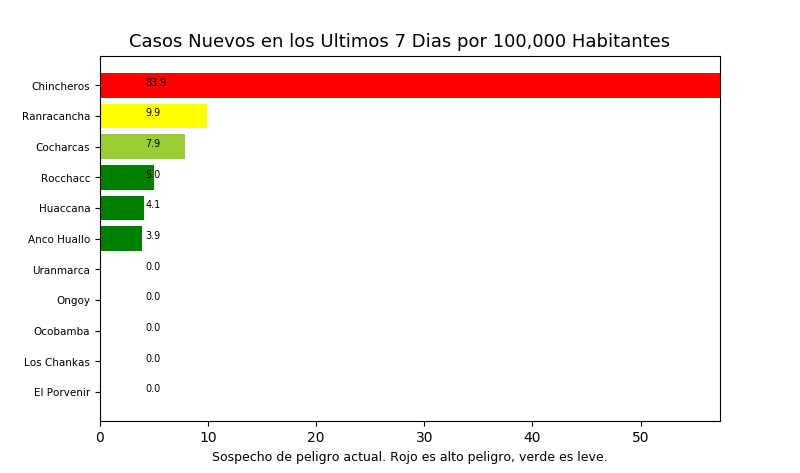 Casos Nuevos en los Ultimos 7 Dias por 100,000 Habitantes
Chincheros 83.9
Ranracancha 9.9
Cocharcas 7.9
Rocchacc 5.0
Huaccana 4.1
Anco Huallo 3.9
Uranmarca 0.0
Ongoy 0.0
Ocobamba 0.0
Los Chankas 0.0
El Porvenir 0.0
0 10 20 30 40 50
Sospecho de peligro actual. Rojo es alto peligro, verde es leve.